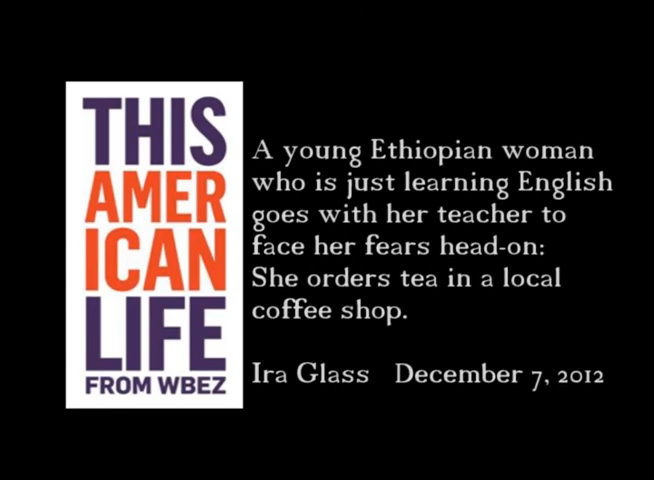 THIS
AMER
ICAN
LIFE
FROM WBEZ
A young Ethiopian woman
who is just learning English
goes with her teacher to
face her fears head-on:
She orders tea in a local
coffee shop.
Ira Glass December 7, 2012